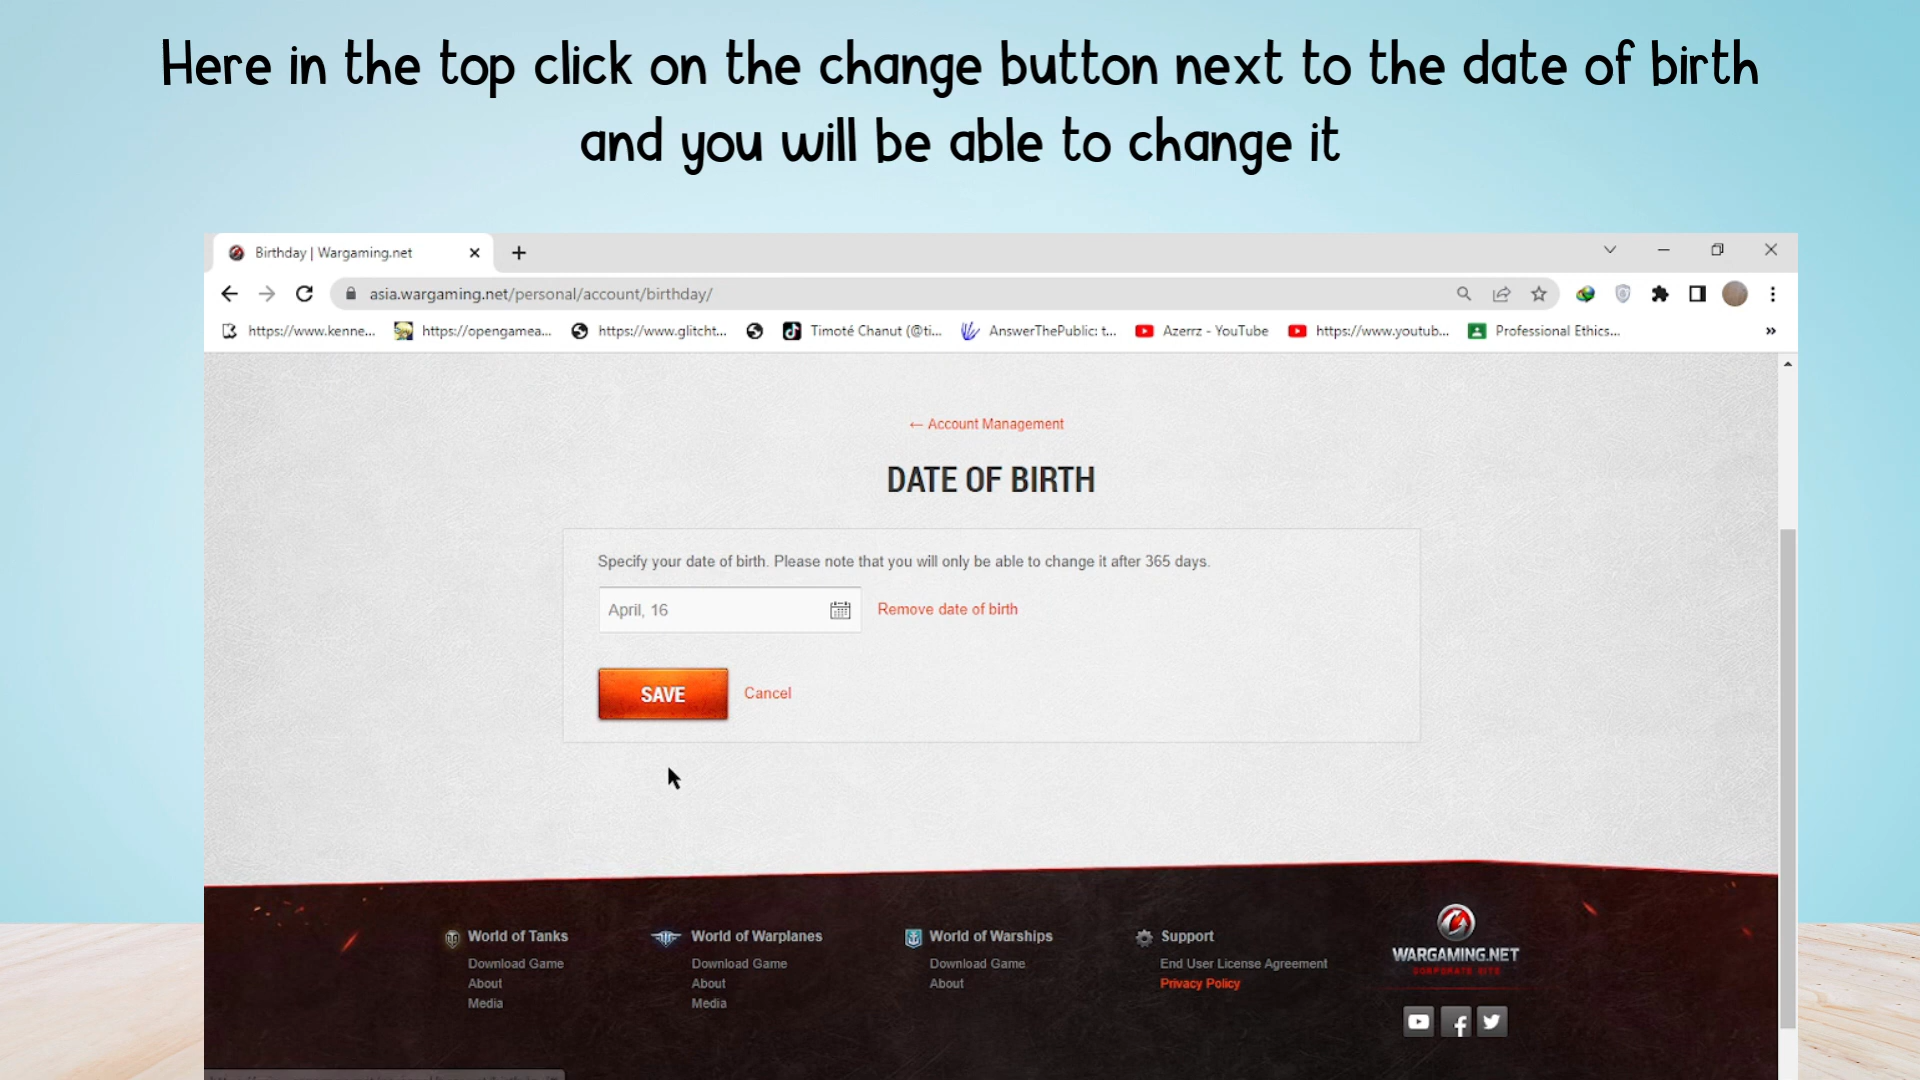 Here in the top click on the change button next to the date of birth
and you will be able to change it
Birthday | Wargaming.net
asia.wargaming.net/personal/account/birthday/
https://www.kenne... https://opengamea... https://www.glitcht... Timoté Chanut (@ti... AnswerThePublic: t... Azerrz - YouTube https://www.youtub... Professional Ethics... »
← Account Management
DATE OF BIRTH
Specify your date of birth. Please note that you will only be able to change it after 365 days.
April, 16 Remove date of birth
SAVE Cancel
World of Tanks World of Warplanes World of Warships Support
Download Game Download Game Download Game End User License Agreement
About About About Privacy Policy
Media Media
WARGAMING.NET
CORPORATE SITE